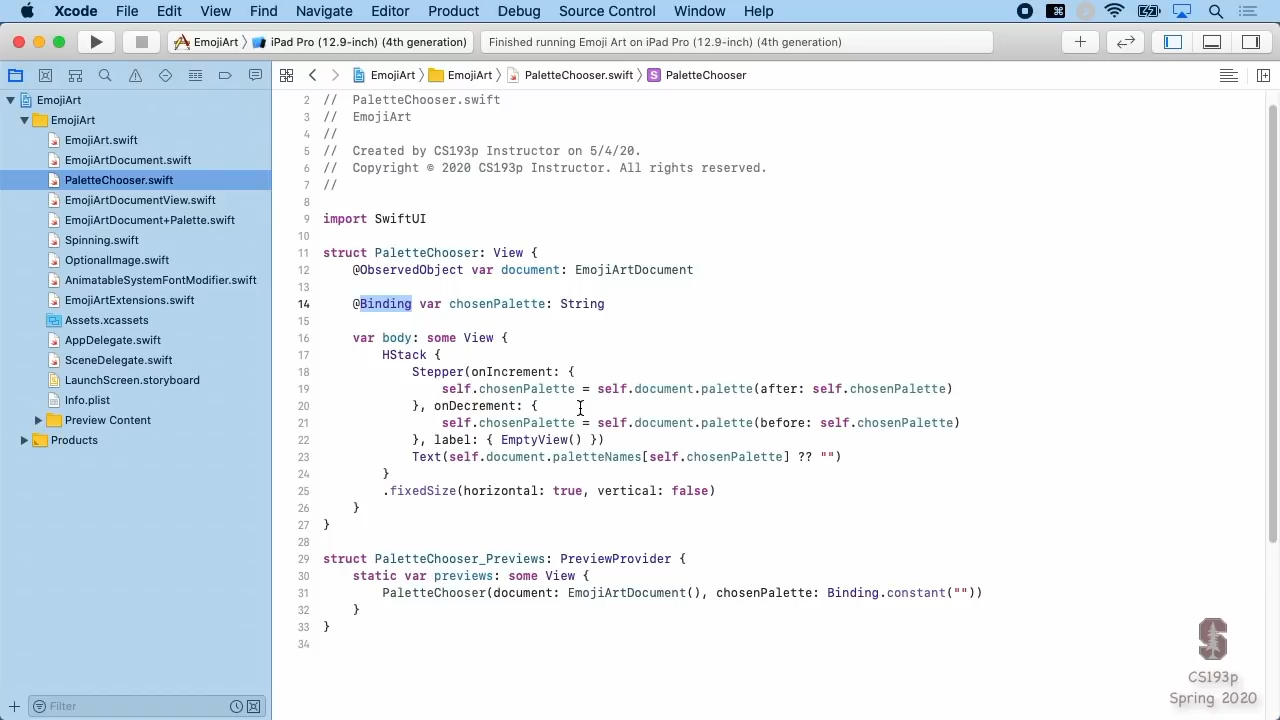 Xcode File Edit View Find Navigate Editor Product Debug Source Control Window Help
EmojiArt 〉 iPad Pro (12.9-inch) (4th generation) Finished running Emoji Art on iPad Pro (12.9-inch) (4th generation)
EmojiArt 〉 EmojiArt 〉 PaletteChooser.swift 〉 S PaletteChooser
EmojiArt
EmojiArt
EmojiArt.swift
EmojiArtDocument.swift
PaletteChooser.swift
EmojiArtDocumentView.swift
EmojiArtDocument+Palette.swift
Spinning.swift
OptionalImage.swift
AnimatableSystemFontModifier.swift
EmojiArtExtensions.swift
Assets.xcassets
AppDelegate.swift
SceneDelegate.swift
LaunchScreen.storyboard
Info.plist
Preview Content
Products
Filter
2 // PaletteChooser.swift
3 // EmojiArt
4 //
5 // Created by CS193p Instructor on 5/4/20.
6 // Copyright © 2020 CS193p Instructor. All rights reserved.
7 //
8
9 import SwiftUI
10
11 struct PaletteChooser: View {
12 @ObservedObject var document: EmojiArtDocument
13
14 @Binding var chosenPalette: String
15
16 var body: some View {
17 HStack {
18 Stepper(onIncrement: {
19 self.chosenPalette = self.document.palette(after: self.chosenPalette)
20 }, onDecrement: {
21 self.chosenPalette = self.document.palette(before: self.chosenPalette)
22 }, label: { EmptyView() })
23 Text(self.document.paletteNames[self.chosenPalette] ?? "")
24 }
25 .fixedSize(horizontal: true, vertical: false)
26 }
27 }
28
29 struct PaletteChooser_Previews: PreviewProvider {
30 static var previews: some View {
31 PaletteChooser(document: EmojiArtDocument(), chosenPalette: Binding.constant(""))
32 }
33 }
34
CS193p
Spring 2020